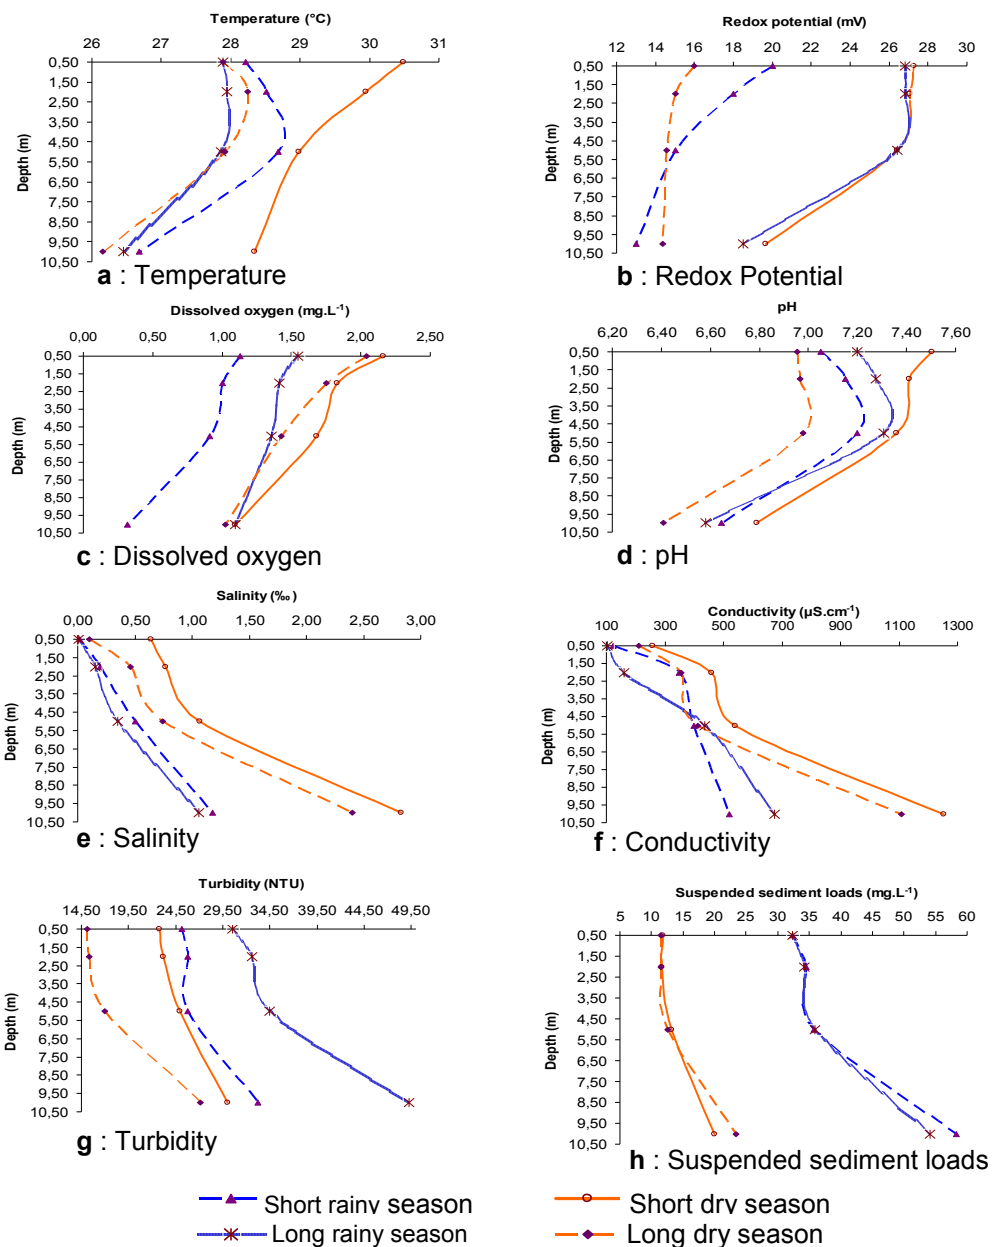 Temperature (°C)
26 27 28 29 30 31
0,50
1,50
2,50
3,50
4,50
5,50
6,50
7,50
8,50
9,50
10,50
Depth (m)
a : Temperature
Redox potential (mV)
12 14 16 18 20 22 24 26 28 30
0,50
1,50
2,50
3,50
4,50
5,50
6,50
7,50
8,50
9,50
10,50
Depth (m)
b : Redox Potential
Dissolved oxygen (mg.L-1)
0,00 0,50 1,00 1,50 2,00 2,50
0,50
1,50
2,50
3,50
4,50
5,50
6,50
7,50
8,50
9,50
10,50
Depth (m)
c : Dissolved oxygen
pH
6,20 6,40 6,60 6,80 7,00 7,20 7,40 7,60
0,50
1,50
2,50
3,50
4,50
5,50
6,50
7,50
8,50
9,50
10,50
Depth (m)
d : pH
Salinity (‰)
0,00 0,50 1,00 1,50 2,00 2,50 3,00
0,50
1,50
2,50
3,50
4,50
5,50
6,50
7,50
8,50
9,50
10,50
Depth (m)
e : Salinity
Conductivity (µS.cm-1)
100 300 500 700 900 1100 1300
0,50
1,50
2,50
3,50
4,50
5,50
6,50
7,50
8,50
9,50
10,50
Depth (m)
f : Conductivity
Turbidity (NTU)
14,50 19,50 24,50 29,50 34,50 39,50 44,50 49,50
0,50
1,50
2,50
3,50
4,50
5,50
6,50
7,50
8,50
9,50
10,50
Depth (m)
g : Turbidity
Suspended sediment loads (mg.L-1)
5 10 15 20 25 30 35 40 45 50 55 60
0,50
1,50
2,50
3,50
4,50
5,50
6,50
7,50
8,50
9,50
10,50
Depth (m)
h : Suspended sediment loads
Short rainy season
Short dry season
Long rainy season
Long dry season